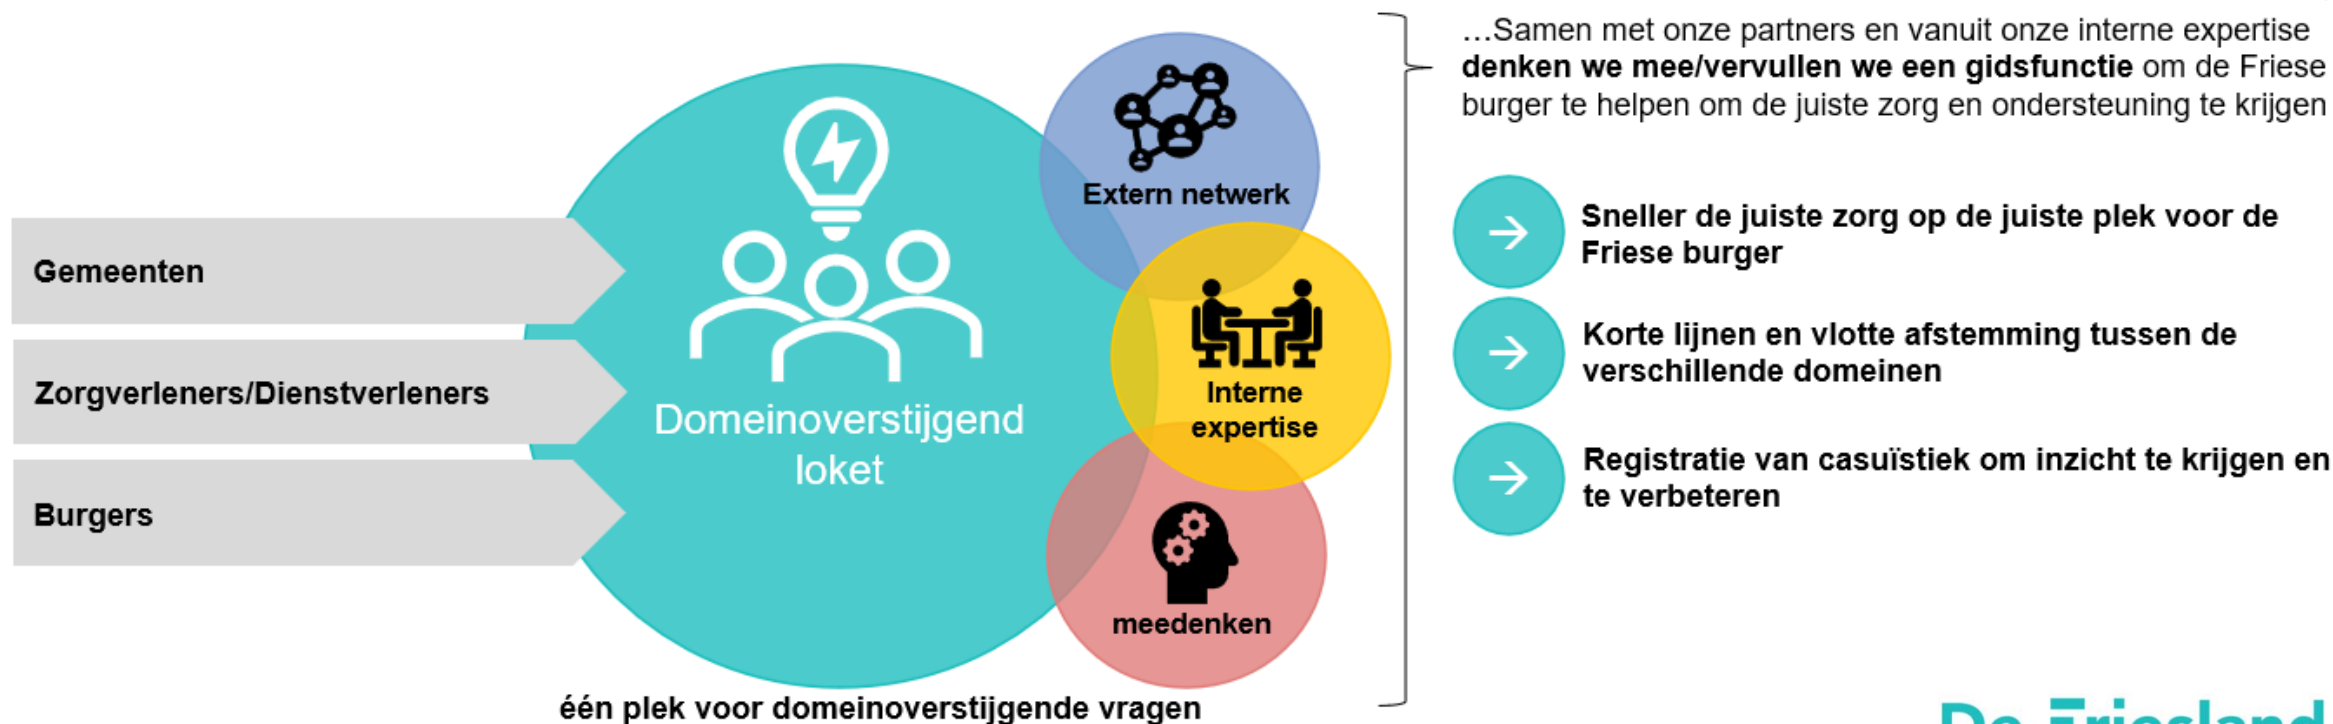 Gemeenten
Zorgverleners/Dienstverleners
Burgers
Domeinoverstijgend
loket
Extern netwerk
Interne
expertise
meedenken
één plek voor domeinoverstijgende vragen
…Samen met onze partners en vanuit onze interne expertise
denken we mee/vervullen we een gidsfunctie om de Friese
burger te helpen om de juiste zorg en ondersteuning te krijgen
Sneller de juiste zorg op de juiste plek voor de
Friese burger
Korte lijnen en vlotte afstemming tussen de
verschillende domeinen
Registratie van casuïstiek om inzicht te krijgen en
te verbeteren
De Friesland